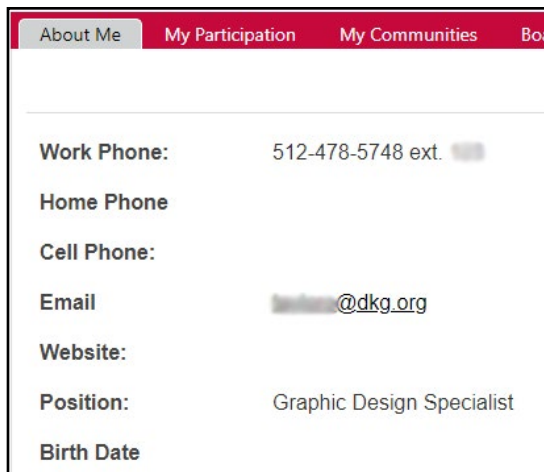 About Me My Participation My Communities
Work Phone: 512-478-5748 ext.
Home Phone
Cell Phone:
Email @dkg.org
Website:
Position: Graphic Design Specialist
Birth Date